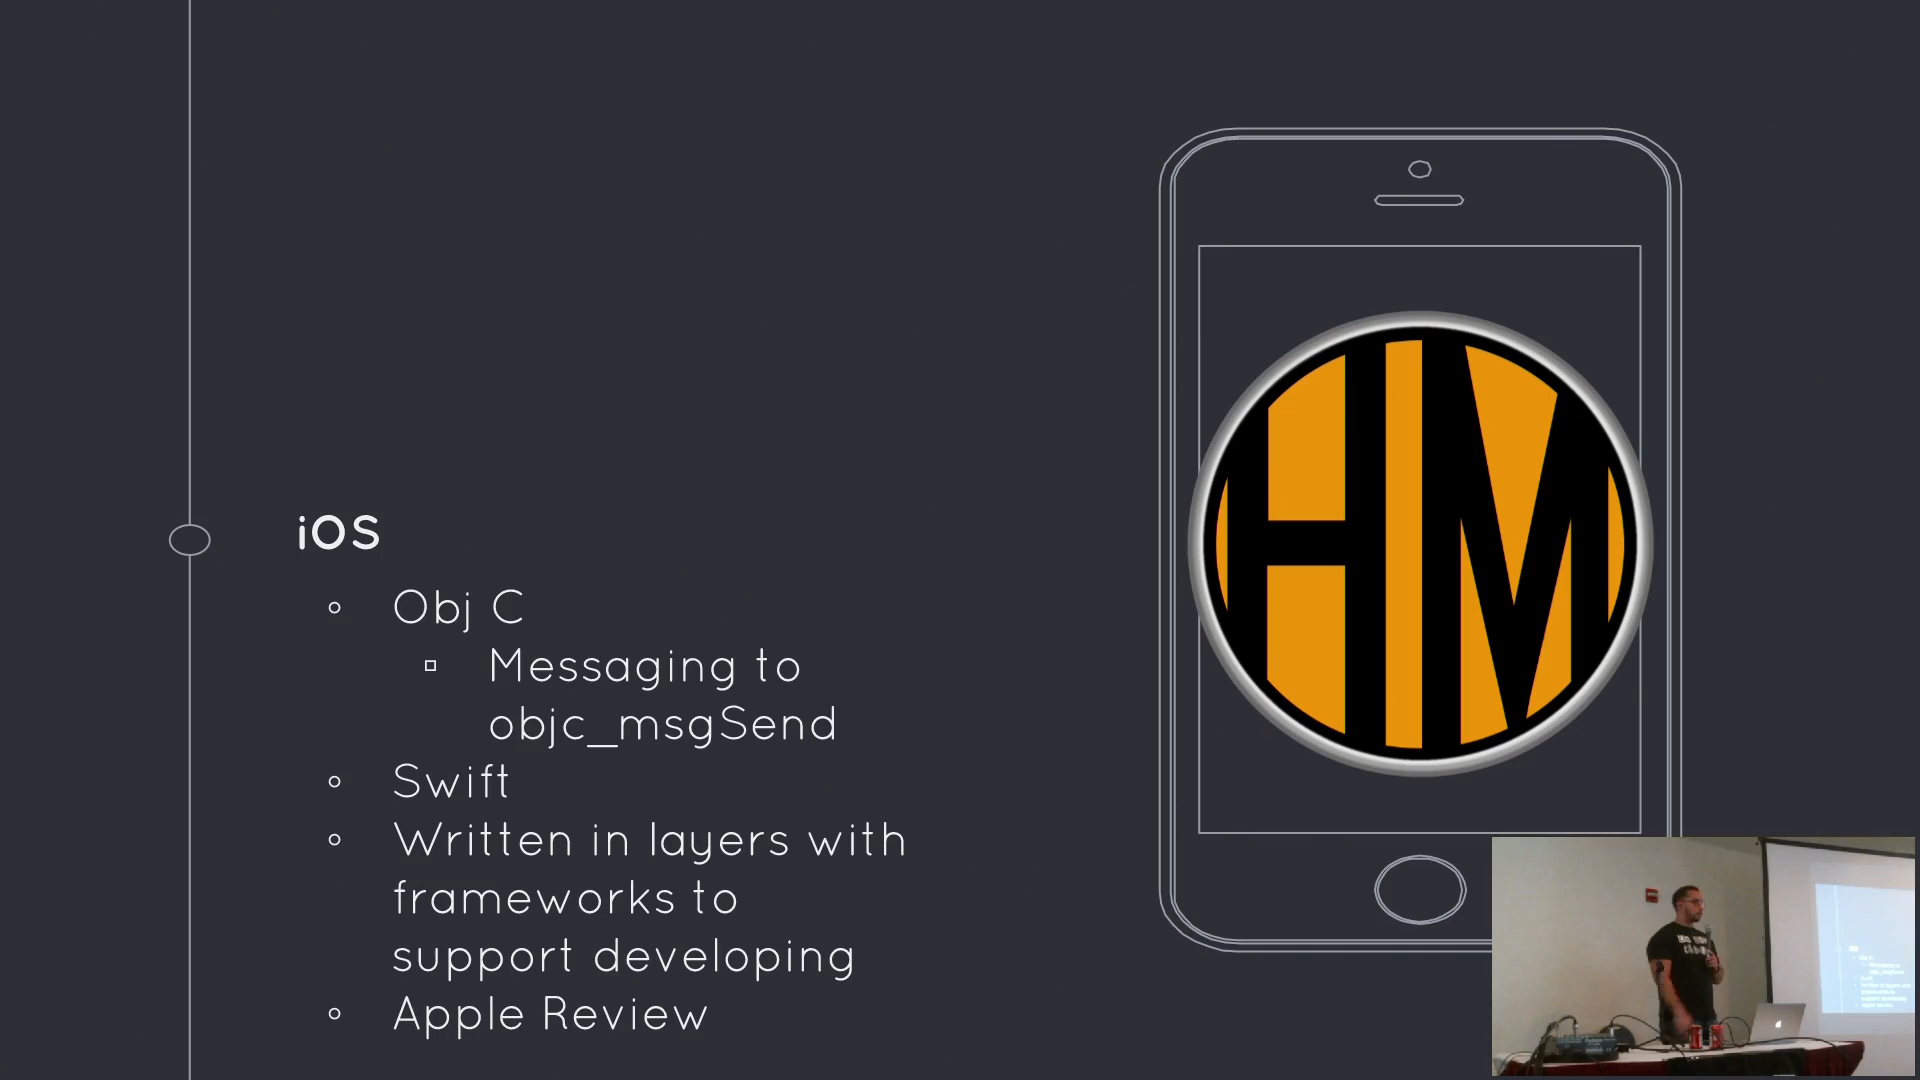 iOS
Obj C
Messaging to
objc_msgSend
Swift
Written in layers with
frameworks to
support developing
Apple Review
HM